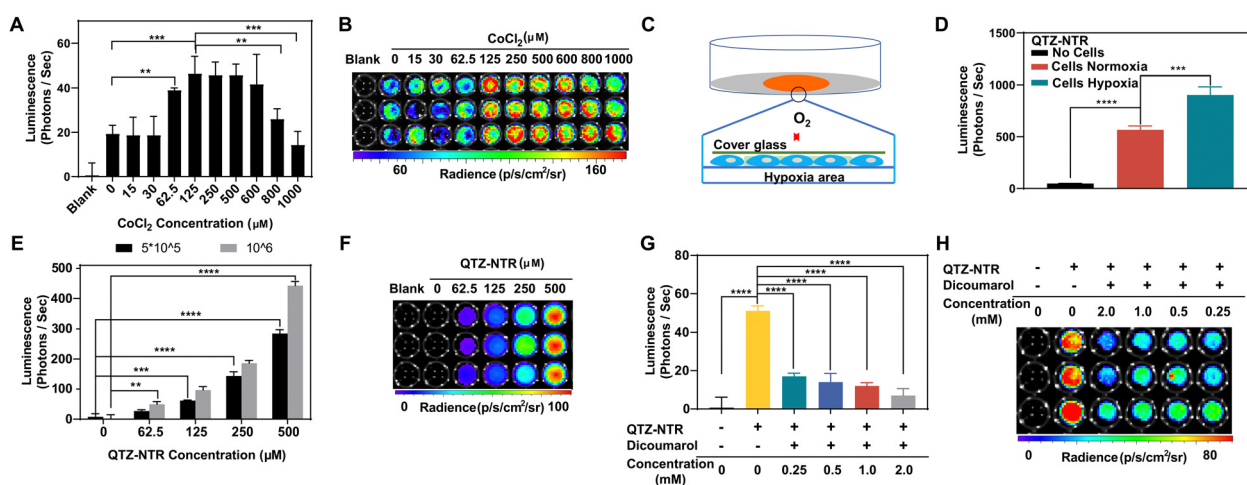 A
Luminescence
(Photons / Sec)
60
40
20
0
***
***
**
**
Blank
0
15
30
62.5
125
250
500
600
800
1000
CoCl₂ Concentration (μM)
B
CoCl₂(μM)
Blank 0 15 30 62.5 125 250 500 600 800 1000
60 160
Radience (p/s/cm²/sr)
C
O₂
Cover glass
Hypoxia area
D
QTZ-NTR
No Cells
Cells Normoxia
Cells Hypoxia
Luminescence
(Photons / Sec)
1500
1000
500
0
****
***
E
5*10^5 10^6
Luminescence
(Photons / Sec)
500
400
300
200
100
0
****
****
****
***
**
0 62.5 125 250 500
QTZ-NTR Concentration (μM)
F
QTZ-NTR (μM)
Blank 0 62.5 125 250 500
0 Radience(p/s/cm²/sr) 100
G
Luminescence
(Photons / Sec)
80
60
40
20
0
****
****
****
**** ****
QTZ-NTR - + + + + +
Dicoumarol - - + + + +
Concentration 0 0 0.25 0.5 1.0 2.0
(mM)
H
QTZ-NTR - + + + + +
Dicoumarol - - + + + +
Concentration 0 0 2.0 1.0 0.5 0.25
(mM)
0 Radience (p/s/cm²/sr) 80